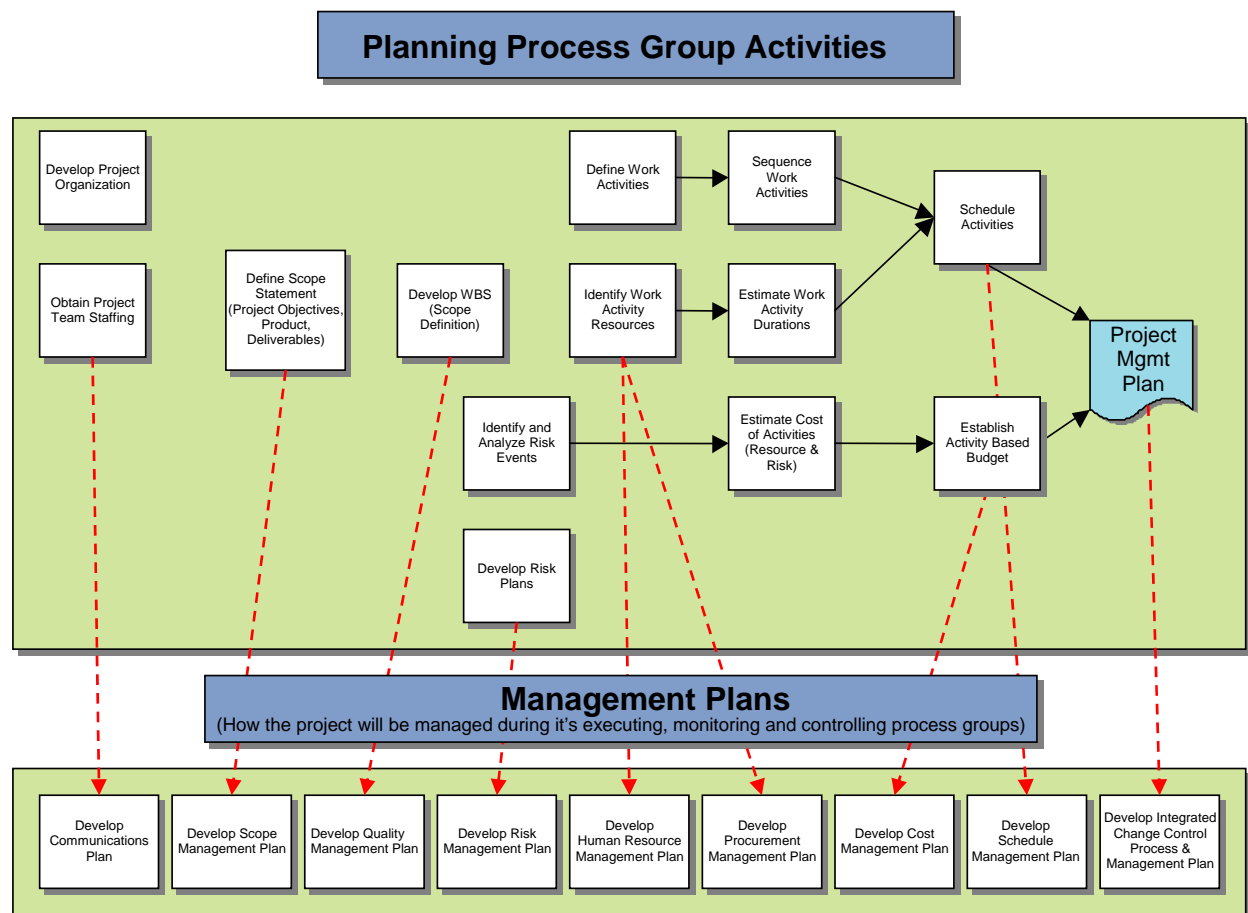 Planning Process Group Activities
Develop Project
Organization
Define Work
Activities
Sequence
Work
Activities
Schedule
Activities
Obtain Project
Team Staffing
Define Scope
Statement
(Project Objectives,
Product,
Deliverables)
Develop WBS
(Scope
Definition)
Identify Work
Activity
Resources
Estimate Work
Activity
Durations
Project
Mgmt
Plan
Identify and
Analyze Risk
Events
Estimate Cost
of Activities
(Resource &
Risk)
Establish
Activity Based
Budget
Develop Risk
Plans
Management Plans
(How the project will be managed during it's executing, monitoring and controlling process groups)
Develop
Communications
Plan
Develop Scope
Management Plan
Develop Quality
Management Plan
Develop Risk
Management Plan
Develop
Human Resource
Management Plan
Develop
Procurement
Management Plan
Develop Cost
Management Plan
Develop
Schedule
Management Plan
Develop Integrated
Change Control
Process &
Management Plan